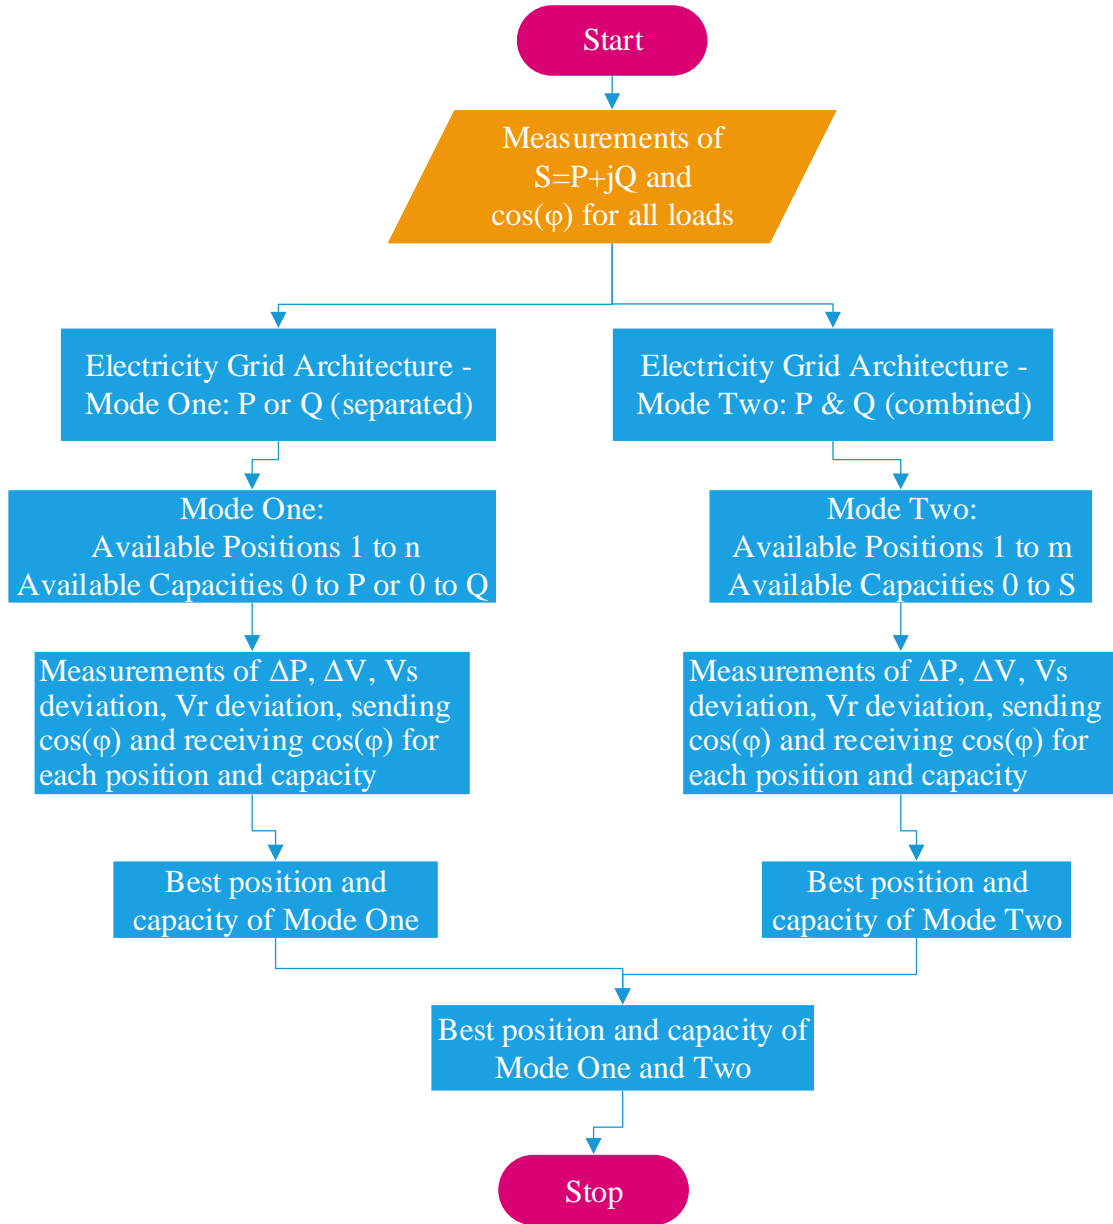 Start
Measurements of
S=P+jQ and
cos(φ) for all loads
Electricity Grid Architecture -
Mode One: P or Q (separated)
Electricity Grid Architecture -
Mode Two: P & Q (combined)
Mode One:
Available Positions 1 to n
Available Capacities 0 to P or 0 to Q
Mode Two:
Available Positions 1 to m
Available Capacities 0 to S
Measurements of ΔP, ΔV, Vs
deviation, Vr deviation, sending
cos(φ) and receiving cos(φ) for
each position and capacity
Measurements of ΔP, ΔV, Vs
deviation, Vr deviation, sending
cos(φ) and receiving cos(φ) for
each position and capacity
Best position and
capacity of Mode One
Best position and
capacity of Mode Two
Best position and capacity of
Mode One and Two
Stop